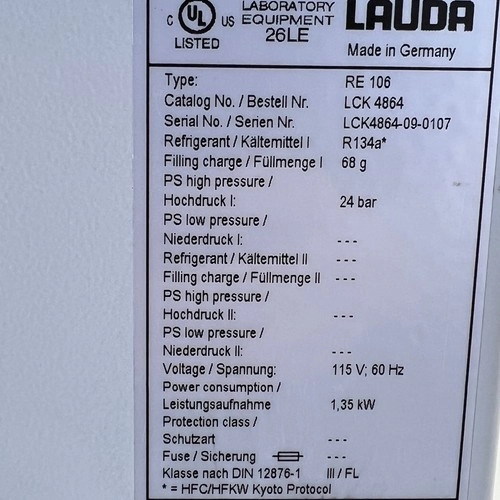 LABORATORY
EQUIPMENT
26LE
C UL US
LISTED
LAUDA
Made in Germany
Type: RE 106
Catalog No. / Bestell Nr. LCK 4864
Serial No. / Serien Nr. LCK4864-09-0107
Refrigerant / Kältemittel I R134a*
Filling charge / Füllmenge I 68 g
PS high pressure /
Hochdruck I: 24 bar
PS low pressure /
Niederdruck I: ---
Refrigerant / Kältemittel II ---
Filling charge / Füllmenge II ---
PS high pressure /
Hochdruck II: ---
PS low pressure /
Niederdruck II: ---
Voltage / Spannung: 115 V; 60 Hz
Power consumption /
Leistungsaufnahme 1,35 kW
Protection class /
Schutzart ---
Fuse / Sicherung ---
Klasse nach DIN 12876-1 III / FL
* = HFC/HFKW Kyoto Protocol